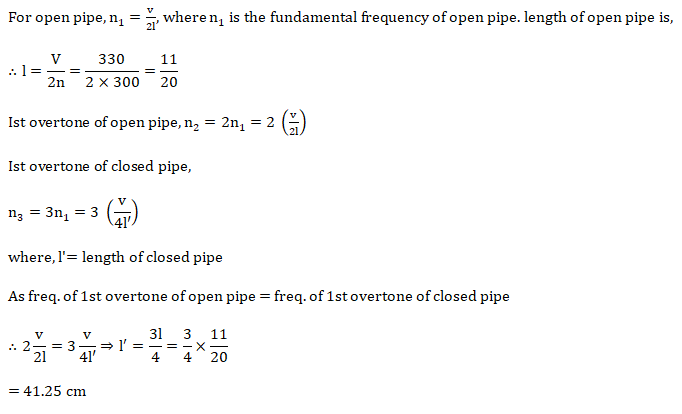 For open pipe, n₁ = v/2l, where n₁ is the fundamental frequency of open pipe. length of open pipe is,
∴ l = V/2n = 330/(2 × 300) = 11/20
Ist overtone of open pipe, n₂ = 2n₁ = 2 (v/2l)
Ist overtone of closed pipe,
n₃ = 3n₁ = 3 (v/4l′)
where, l'= length of closed pipe
As freq. of 1st overtone of open pipe = freq. of 1st overtone of closed pipe
∴ 2 v/2l = 3 v/4l′ ⇒ l′ = 3l/4 = 3/4 × 11/20
= 41.25 cm